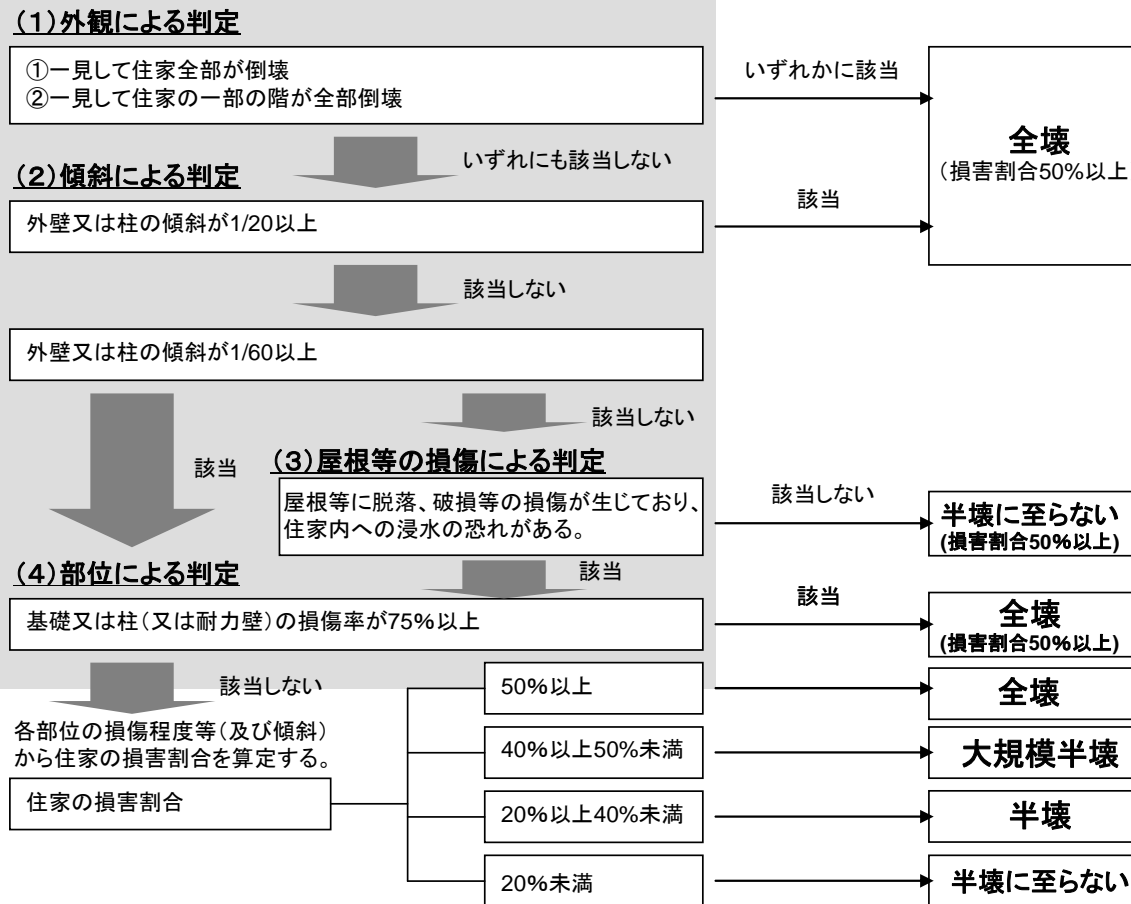 （１）外観による判定
①一見して住家全部が倒壊
②一見して住家の一部の階が全部倒壊
いずれかに該当
全壊
（損害割合50%以上
いずれにも該当しない
（２）傾斜による判定
外壁又は柱の傾斜が1/20以上
該当
該当しない
外壁又は柱の傾斜が1/60以上
該当しない
該当
（３）屋根等の損傷による判定
屋根等に脱落、破損等の損傷が生じており、
住家内への浸水の恐れがある。
該当しない
半壊に至らない
(損害割合50%以上)
該当
（４）部位による判定
基礎又は柱（又は耐力壁）の損傷率が75%以上
該当
全壊
(損害割合50%以上)
該当しない
各部位の損傷程度等（及び傾斜）
から住家の損害割合を算定する。
住家の損害割合
50%以上
全壊
40%以上50%未満
大規模半壊
20%以上40%未満
半壊
20%未満
半壊に至らない